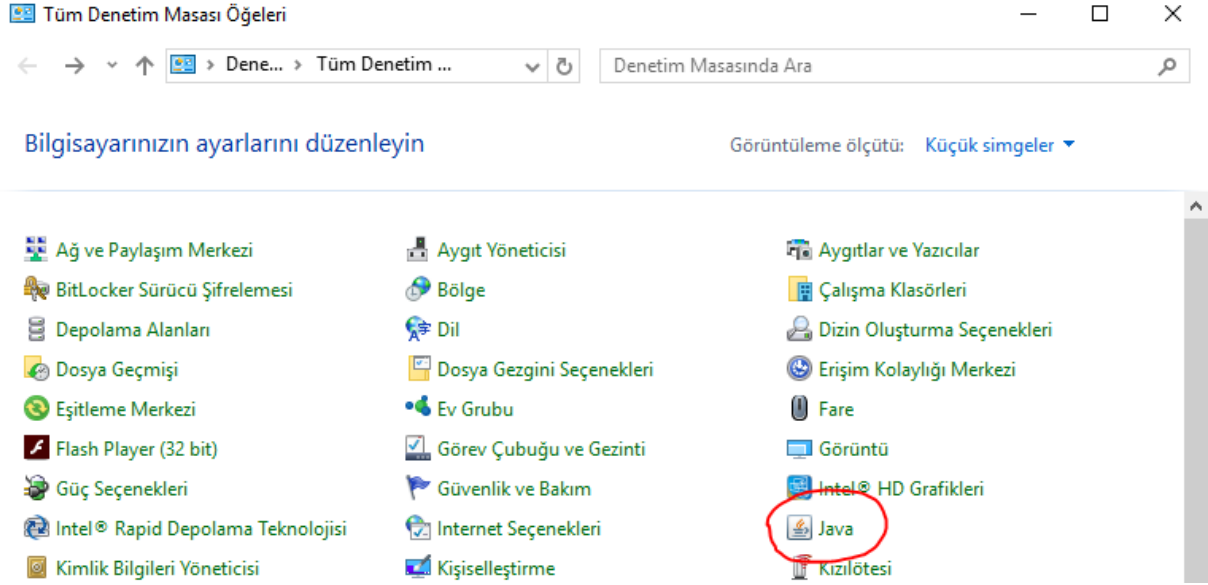 Tüm Denetim Masası Öğeleri
Dene... Tüm Denetim ... Denetim Masasında Ara
Bilgisayarınızın ayarlarını düzenleyin Görüntüleme ölçütü: Küçük simgeler
Ağ ve Paylaşım Merkezi Aygıt Yöneticisi Aygıtlar ve Yazıcılar
BitLocker Sürücü Şifrelemesi Bölge Çalışma Klasörleri
Depolama Alanları Dil Dizin Oluşturma Seçenekleri
Dosya Geçmişi Dosya Gezgini Seçenekleri Erişim Kolaylığı Merkezi
Eşitleme Merkezi Ev Grubu Fare
Flash Player (32 bit) Görev Çubuğu ve Gezinti Görüntü
Güç Seçenekleri Güvenlik ve Bakım Intel® HD Grafikleri
Intel® Rapid Depolama Teknolojisi Internet Seçenekleri Java
Kimlik Bilgileri Yöneticisi Kişiselleştirme Kızılötesi